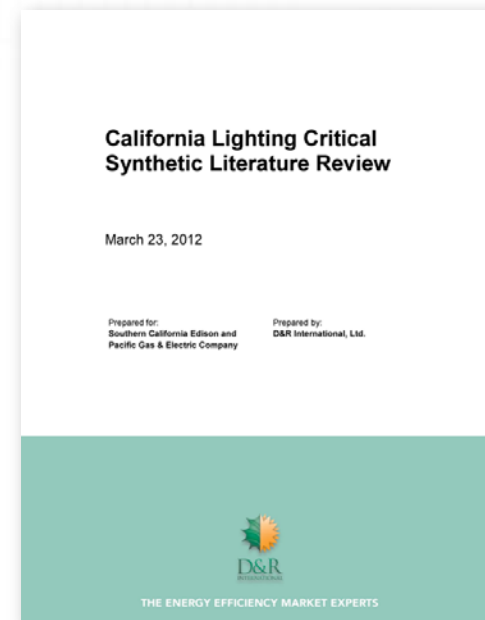 California Lighting Critical
Synthetic Literature Review
March 23, 2012
Prepared for:
Southern California Edison and
Pacific Gas & Electric Company
Prepared by:
D&R International, Ltd.
D&R
INTERNATIONAL
THE ENERGY EFFICIENCY MARKET EXPERTS